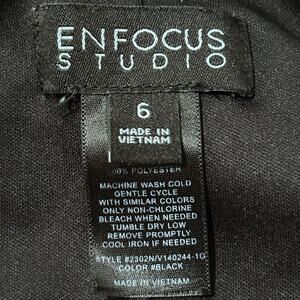 ENFOCUS
STUDIO
6
MADE IN
VIETNAM
POLYESTER
MACHINE WASH COLD
GENTLE CYCLE
WITH SIMILAR COLORS
ONLY NON-CHLORINE
BLEACH WHEN NEEDED
TUMBLE DRY LOW
REMOVE PROMPTLY
COOL IRON IF NEEDED
STYLE #2302N/V140244-1G
COLOR #BLACK
MADE IN VIETNAM